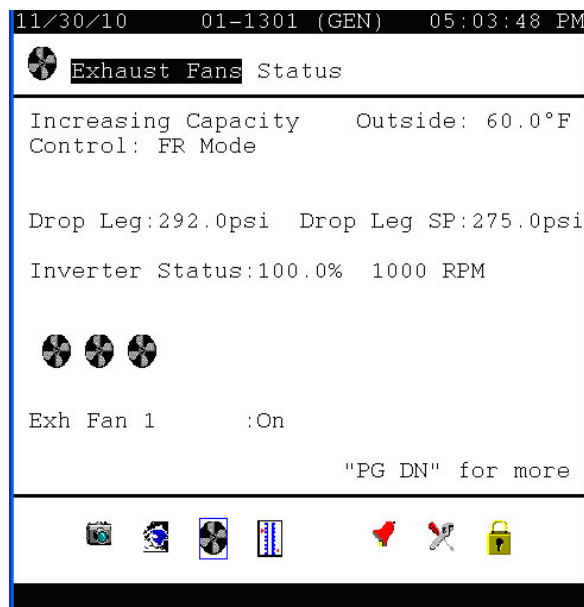 11/30/10 01-1301 (GEN) 05:03:48 PM
Exhaust Fans Status
Increasing Capacity Outside: 60.0°F
Control: FR Mode
Drop Leg:292.0psi Drop Leg SP:275.0psi
Inverter Status:100.0% 1000 RPM
Exh Fan 1 :On
"PG DN" for more